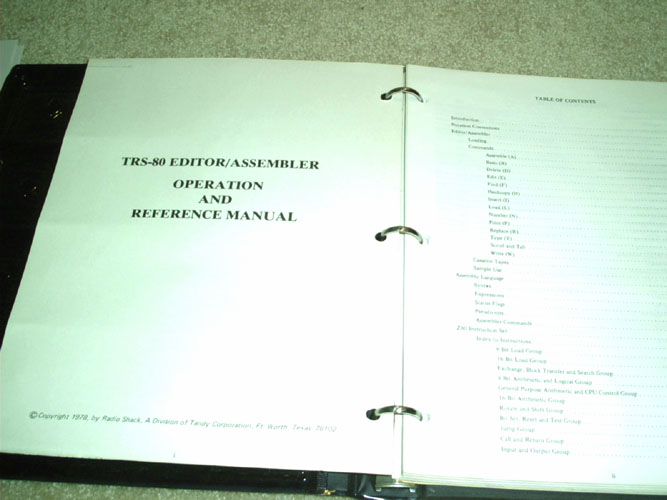 TRS-80 EDITOR/ASSEMBLER
OPERATION
AND
REFERENCE MANUAL
©Copyright 1978, by Radio Shack, A Division of Tandy Corporation, Ft. Worth, Texas 76102
i
TABLE OF CONTENTS
Introduction
Notation Conventions
Editor/Assembler
Loading
Commands
Assemble (A)
Basic (B)
Delete (D)
Edit (E)
Find (F)
Hardcopy (H)
Insert (I)
Load (L)
Number (N)
Print (P)
Replace (R)
Type (T)
Scroll and Tab
Write (W)
Cassette Tapes
Sample Use
Assembly Language
Syntax
Expressions
Status Flags
Pseudo-ops
Assembler Commands
Z80 Instruction Set
Index to Instructions
8 Bit Load Group
16 Bit Load Group
Exchange, Block Transfer and Search Group
8 Bit Arithmetic and Logical Group
General Purpose Arithmetic and CPU Control Group
16 Bit Arithmetic Group
Rotate and Shift Group
Bit Set, Reset and Test Group
Jump Group
Call and Return Group
Input and Output Group
ii